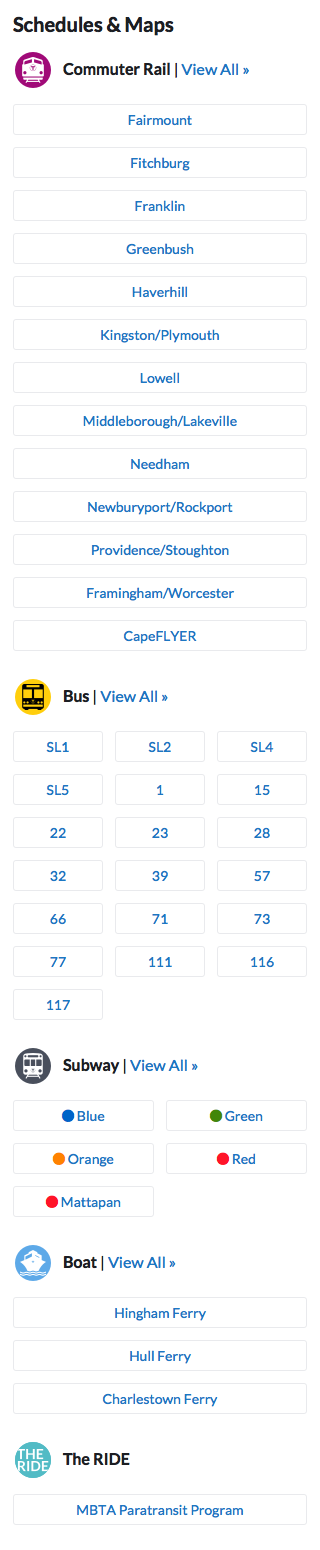 Schedules & Maps
Commuter Rail | View All »
Fairmount
Fitchburg
Franklin
Greenbush
Haverhill
Kingston/Plymouth
Lowell
Middleborough/Lakeville
Needham
Newburyport/Rockport
Providence/Stoughton
Framingham/Worcester
CapeFLYER
Bus | View All »
SL1 SL2 SL4
SL5 1 15
22 23 28
32 39 57
66 71 73
77 111 116
117
Subway | View All »
Blue Green
Orange Red
Mattapan
Boat | View All »
Hingham Ferry
Hull Ferry
Charlestown Ferry
THE
RIDE
The RIDE
MBTA Paratransit Program